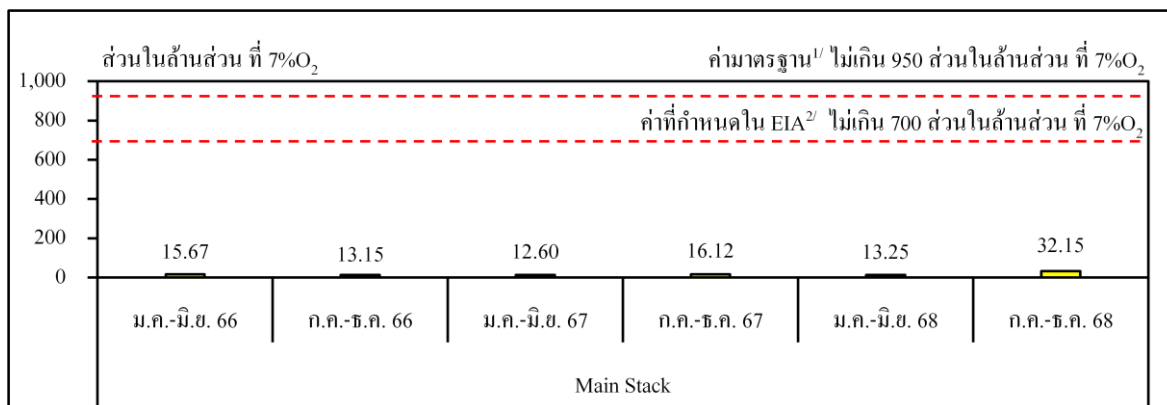 ส่วนในล้านส่วน ที่ 7%O₂ ค่ามาตรฐาน¹/ ไม่เกิน 950 ส่วนในล้านส่วน ที่ 7%O₂
1,000
800 ค่าที่กำหนดใน EIA²/ ไม่เกิน 700 ส่วนในล้านส่วน ที่ 7%O₂
600
400
200
15.67 13.15 12.60 16.12 13.25 32.15
0
ม.ค.-มิ.ย. 66 ก.ค.-ธ.ค. 66 ม.ค.-มิ.ย. 67 ก.ค.-ธ.ค. 67 ม.ค.-มิ.ย. 68 ก.ค.-ธ.ค. 68
Main Stack